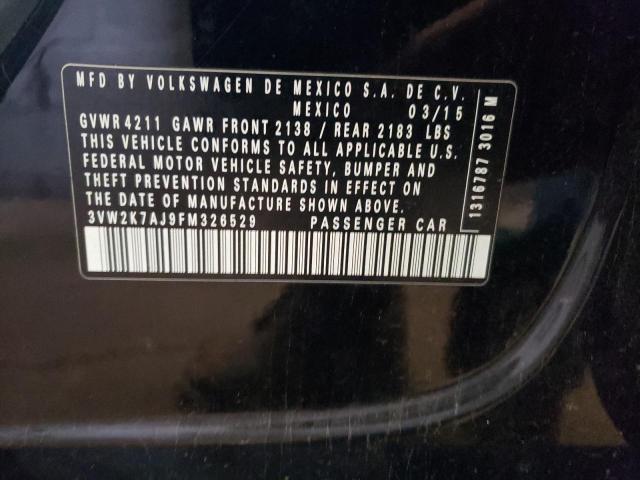 MFD BY VOLKSWAGEN DE MEXICO S.A. DE C.V.
MEXICO 03/15
GVWR 4211 GAWR FRONT 2138 / REAR 2183 LBS
THIS VEHICLE CONFORMS TO ALL APPLICABLE U.S.
FEDERAL MOTOR VEHICLE SAFETY, BUMPER AND
THEFT PREVENTION STANDARDS IN EFFECT ON
THE DATE OF MANUFACTURE SHOWN ABOVE.
3VW2K7AJ9FM326529 PASSENGER CAR
1316787 3016 M